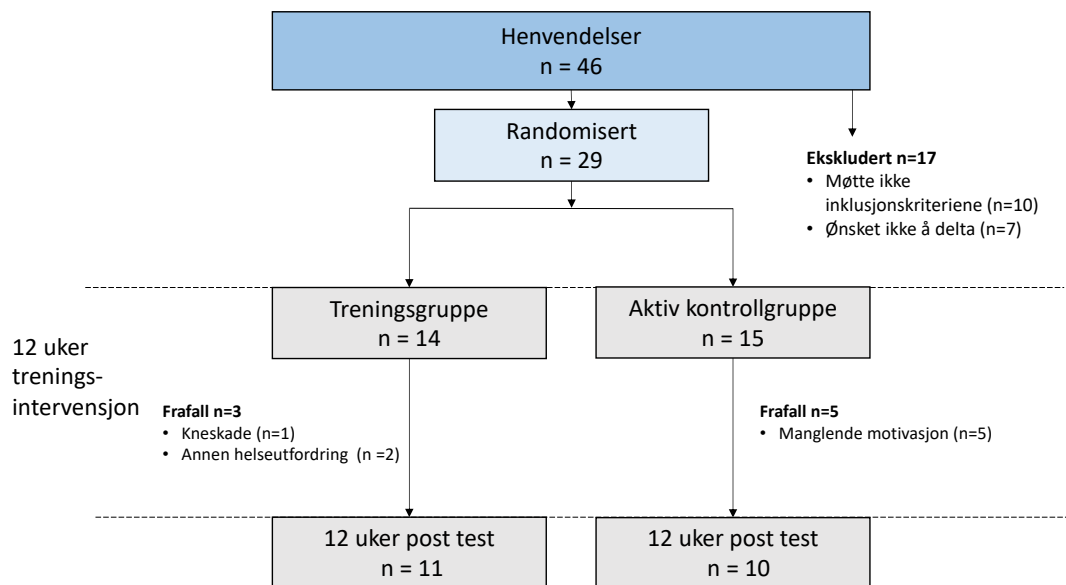 Henvendelser
n = 46
Randomisert
n = 29
Ekskludert n=17
• Møtte ikke
inklusjonskriteriene (n=10)
• Ønsket ikke å delta (n=7)
Treningsgruppe
n = 14
Aktiv kontrollgruppe
n = 15
12 uker
trenings-
intervensjon
Frafall n=3
• Kneskade (n=1)
• Annen helseutfordring (n =2)
Frafall n=5
• Manglende motivasjon (n=5)
12 uker post test
n = 11
12 uker post test
n = 10